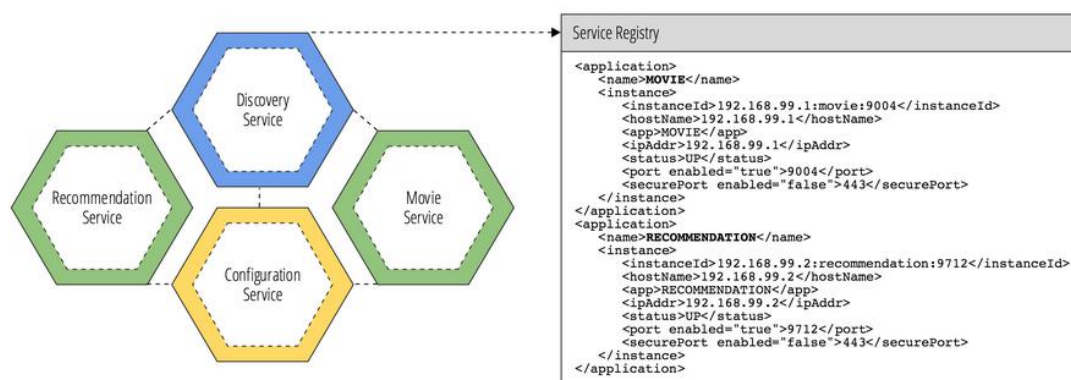 Discovery
Service
Recommendation
Service
Movie
Service
Configuration
Service
Service Registry
<application>
<name>MOVIE</name>
<instance>
<instanceId>192.168.99.1:movie:9004</instanceId>
<hostName>192.168.99.1</hostName>
<app>MOVIE</app>
<ipAddr>192.168.99.1</ipAddr>
<status>UP</status>
<port enabled="true">9004</port>
<securePort enabled="false">443</securePort>
</instance>
</application>
<application>
<name>RECOMMENDATION</name>
<instance>
<instanceId>192.168.99.2:recommendation:9712</instanceId>
<hostName>192.168.99.2</hostName>
<app>RECOMMENDATION</app>
<ipAddr>192.168.99.2</ipAddr>
<status>UP</status>
<port enabled="true">9712</port>
<securePort enabled="false">443</securePort>
</instance>
</application>